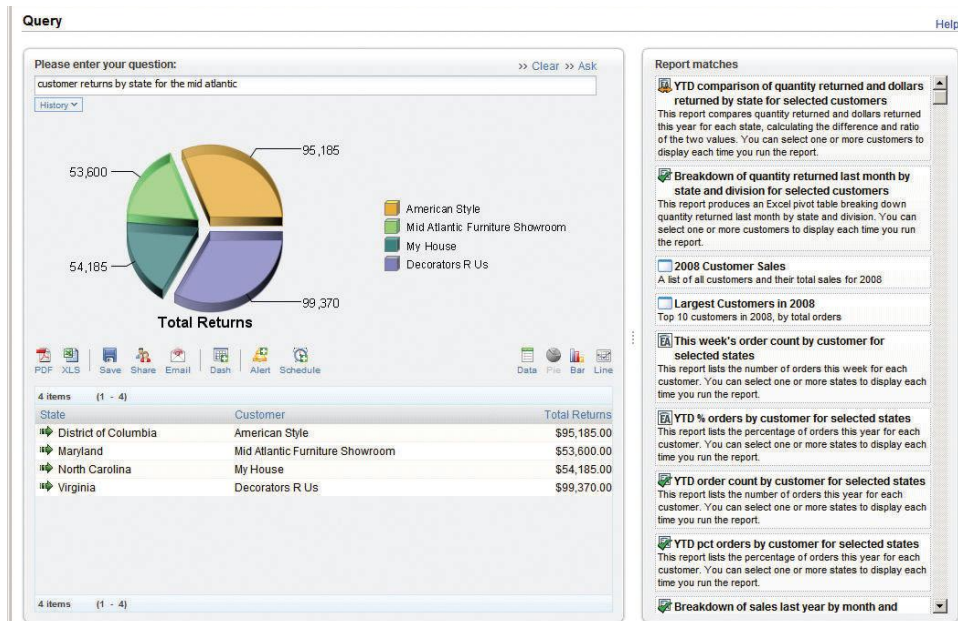 Query
Help
Please enter your question:
>> Clear >> Ask
customer returns by state for the mid atlantic
History
95,185
53,600
54,185
99,370
Total Returns
American Style
Mid Atlantic Furniture Showroom
My House
Decorators R Us
PDF XLS Save Share Email Dash Alert Schedule
Data Pie Bar Line
4 items (1 - 4)
State Customer Total Returns
District of Columbia American Style $95,185.00
Maryland Mid Atlantic Furniture Showroom $53,600.00
North Carolina My House $54,185.00
Virginia Decorators R Us $99,370.00
4 items (1 - 4)
Report matches
YTD comparison of quantity returned and dollars
returned by state for selected customers
This report compares quantity returned and dollars returned
this year for each state, calculating the difference and ratio
of the two values. You can select one or more customers to
display each time you run the report.
Breakdown of quantity returned last month by
state and division for selected customers
This report produces an Excel pivot table breaking down
quantity returned last month by state and division. You can
select one or more customers to display each time you run
the report.
2008 Customer Sales
A list of all customers and their total sales for 2008
Largest Customers in 2008
Top 10 customers in 2008, by total orders
EA This week's order count by customer for
selected states
This report lists the number of orders this week for each
customer. You can select one or more states to display each
time you run the report.
EA YTD % orders by customer for selected states
This report lists the percentage of orders this year for each
customer. You can select one or more states to display each
time you run the report.
YTD order count by customer for selected states
This report lists the number of orders this year for each
customer. You can select one or more states to display each
time you run the report.
YTD pct orders by customer for selected states
This report lists the percentage of orders this year for each
customer. You can select one or more states to display each
time you run the report.
Breakdown of sales last year by month and